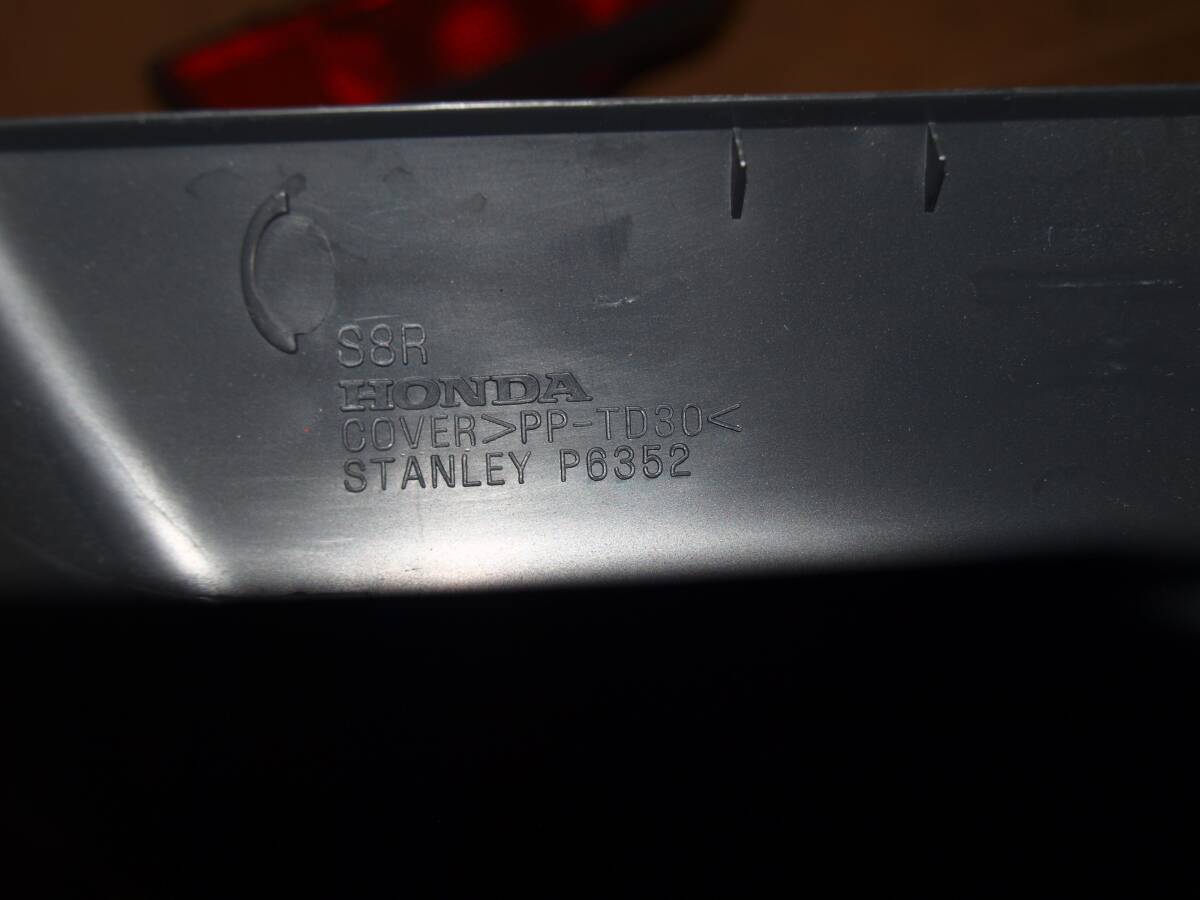 S8R
HONDA
COVER>PP-TD30<
STANLEY P6352